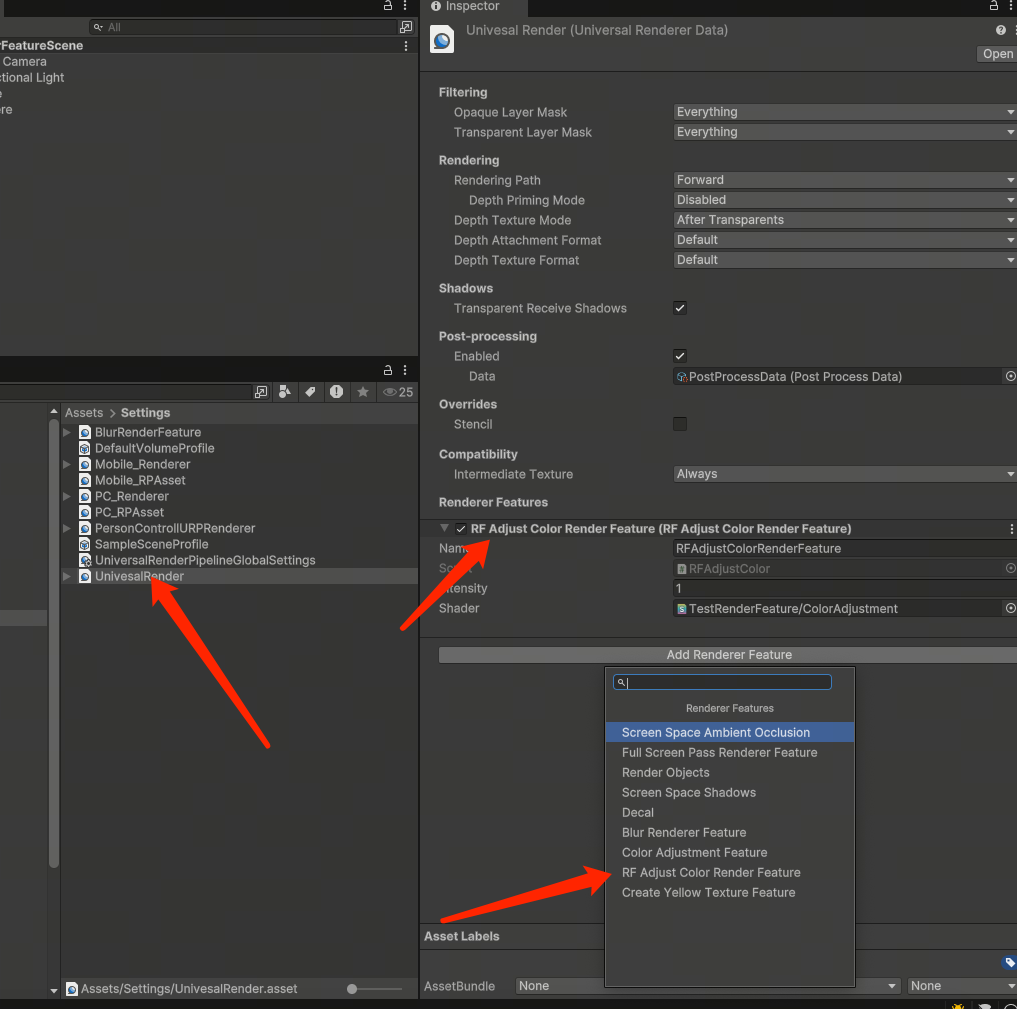 All
rFeatureScene
Camera
ctional Light
e
ere
Assets > Settings
BlurRenderFeature
DefaultVolumeProfile
Mobile_Renderer
Mobile_RPAsset
PC_Renderer
PC_RPAsset
PersonControllURPRenderer
SampleSceneProfile
UniversalRenderPipelineGlobalSettings
UnivesalRender
25
Assets/Settings/UnivesalRender.asset
Inspector
Univesal Render (Universal Renderer Data)
Open
Filtering
Opaque Layer Mask Everything
Transparent Layer Mask Everything
Rendering
Rendering Path Forward
Depth Priming Mode Disabled
Depth Texture Mode After Transparents
Depth Attachment Format Default
Depth Texture Format Default
Shadows
Transparent Receive Shadows
Post-processing
Enabled
Data PostProcessData (Post Process Data)
Overrides
Stencil
Compatibility
Intermediate Texture Always
Renderer Features
RF Adjust Color Render Feature (RF Adjust Color Render Feature)
Name RFAdjustColorRenderFeature
Script RFAdjustColor
Intensity 1
Shader TestRenderFeature/ColorAdjustment
Add Renderer Feature
Renderer Features
Screen Space Ambient Occlusion
Full Screen Pass Renderer Feature
Render Objects
Screen Space Shadows
Decal
Blur Renderer Feature
Color Adjustment Feature
RF Adjust Color Render Feature
Create Yellow Texture Feature
Asset Labels
AssetBundle None None